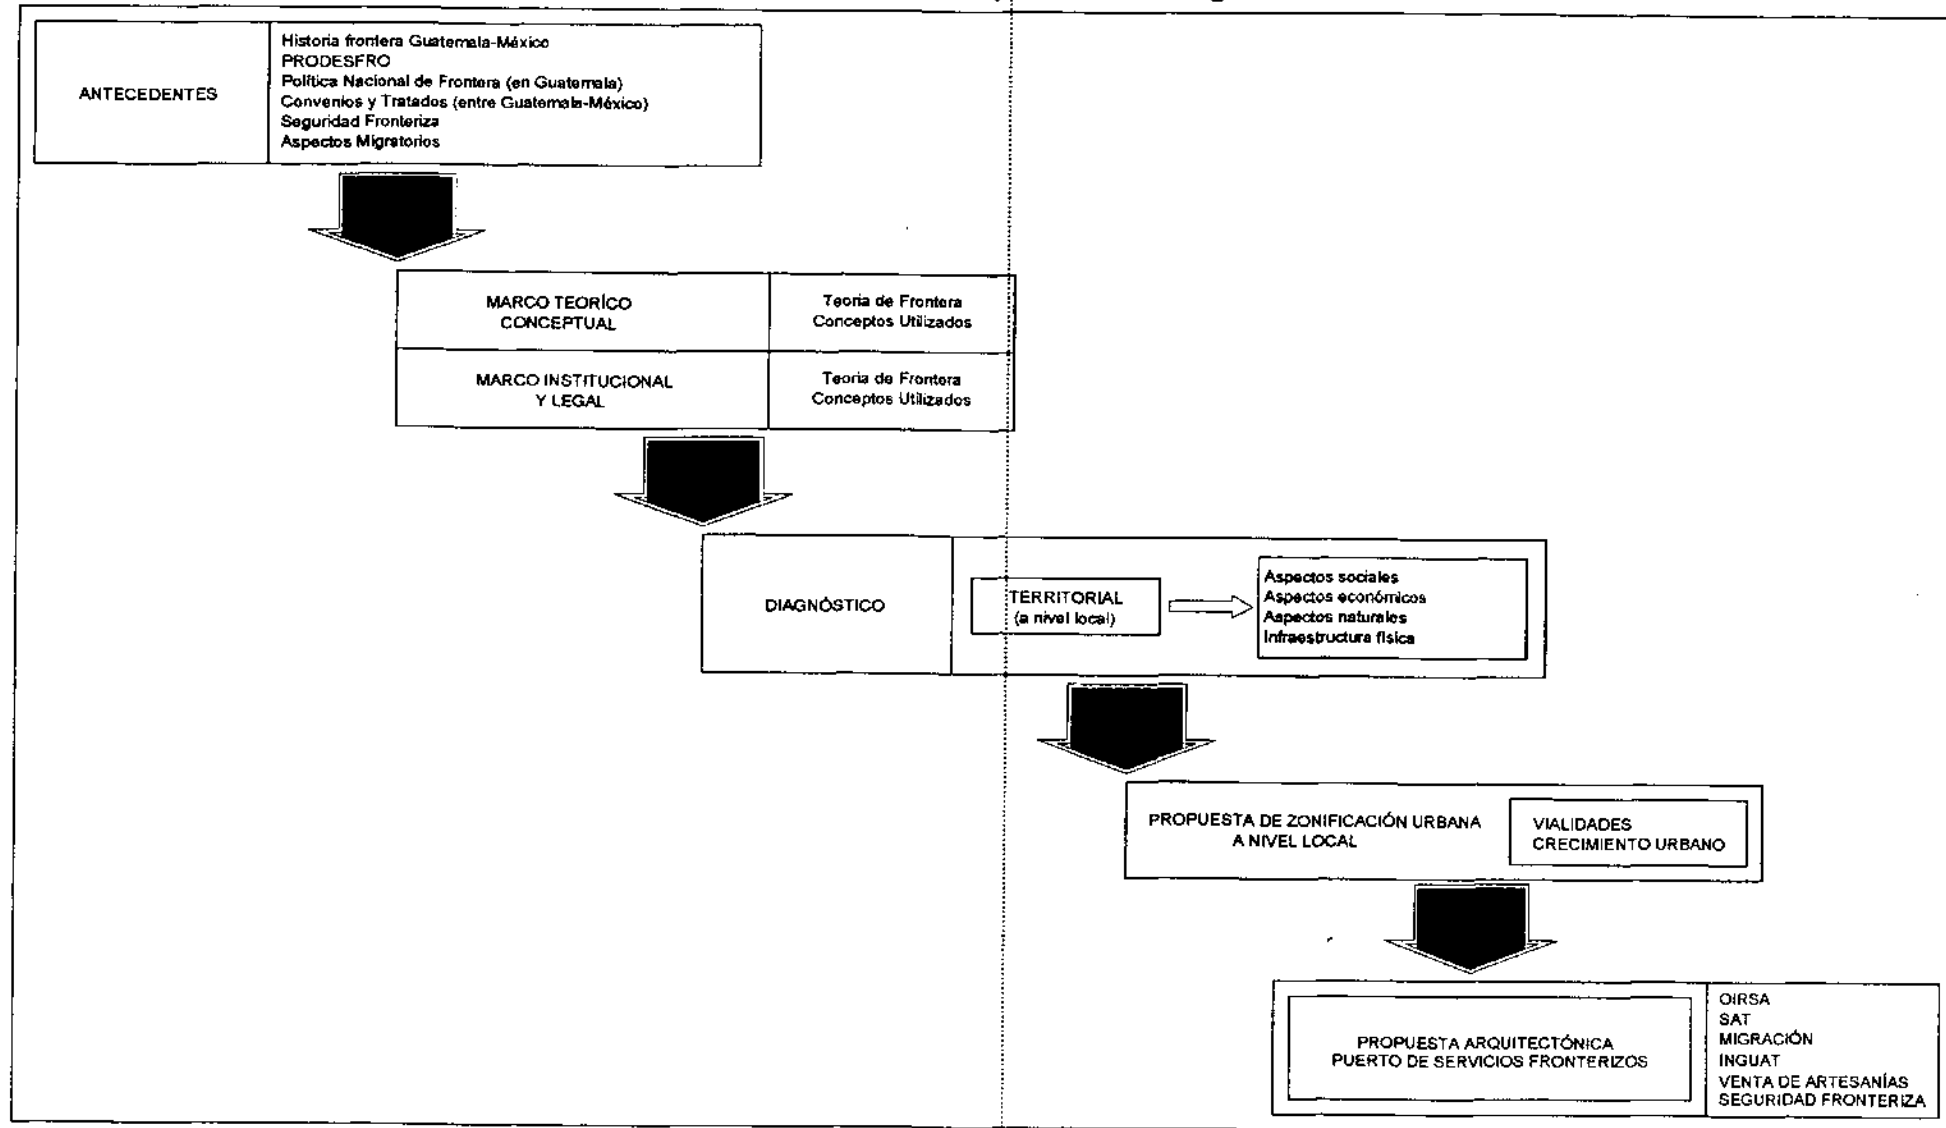 ANTECEDENTES
Historia frontera Guatemala-México
PRODESFRO
Política Nacional de Frontera (en Guatemala)
Convenios y Tratados (entre Guatemala-México)
Seguridad Fronteriza
Aspectos Migratorios
MARCO TEORÍCO
CONCEPTUAL
Teoria de Frontera
Conceptos Utilizados
MARCO INSTITUCIONAL
Y LEGAL
Teoria de Frontera
Conceptos Utilizados
DIAGNÓSTICO
TERRITORIAL
(a nivel local)
Aspectos sociales
Aspectos económicos
Aspectos naturales
Infraestructura física
PROPUESTA DE ZONIFICACIÓN URBANA
A NIVEL LOCAL
VIALIDADES
CRECIMIENTO URBANO
PROPUESTA ARQUITECTÓNICA
PUERTO DE SERVICIOS FRONTERIZOS
OIRSA
SAT
MIGRACIÓN
INGUAT
VENTA DE ARTESANÍAS
SEGURIDAD FRONTERIZA